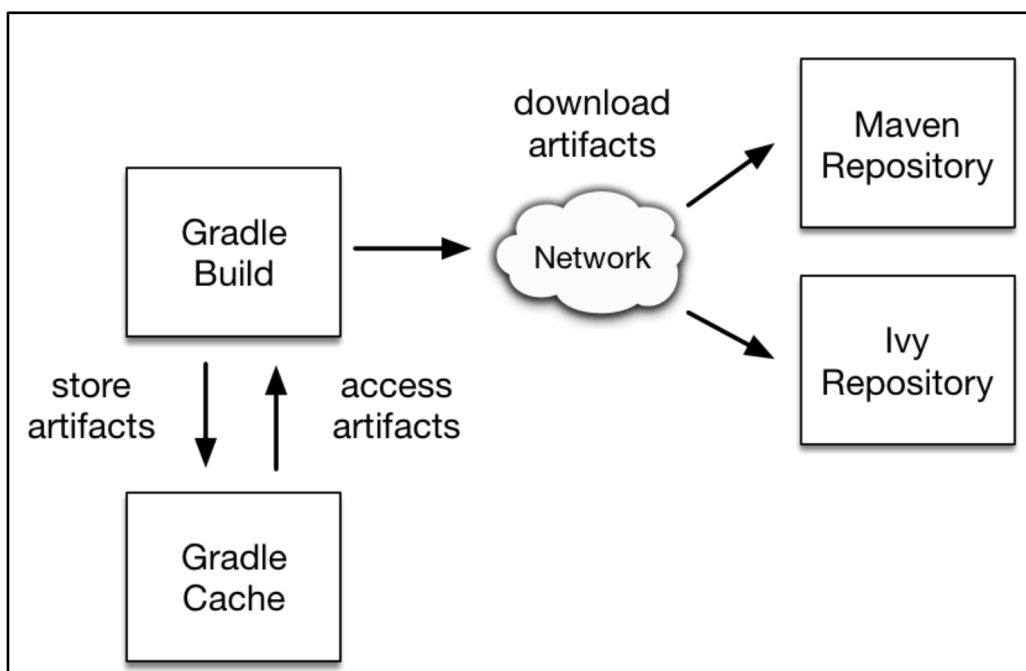 download
artifacts
Maven
Repository
Gradle
Build
Network
Ivy
Repository
store
artifacts
access
artifacts
Gradle
Cache